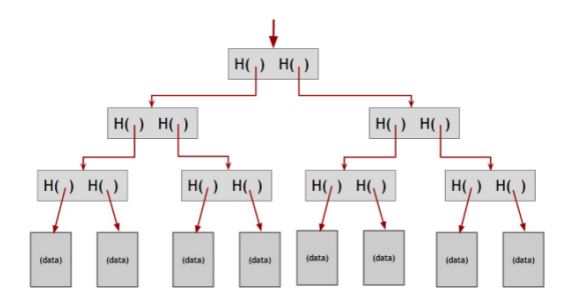 H( ) H( )
H( ) H( ) H( ) H( )
H( ) H( ) H( ) H( ) H( ) H( ) H( ) H( )
(data) (data) (data) (data) (data) (data) (data) (data)